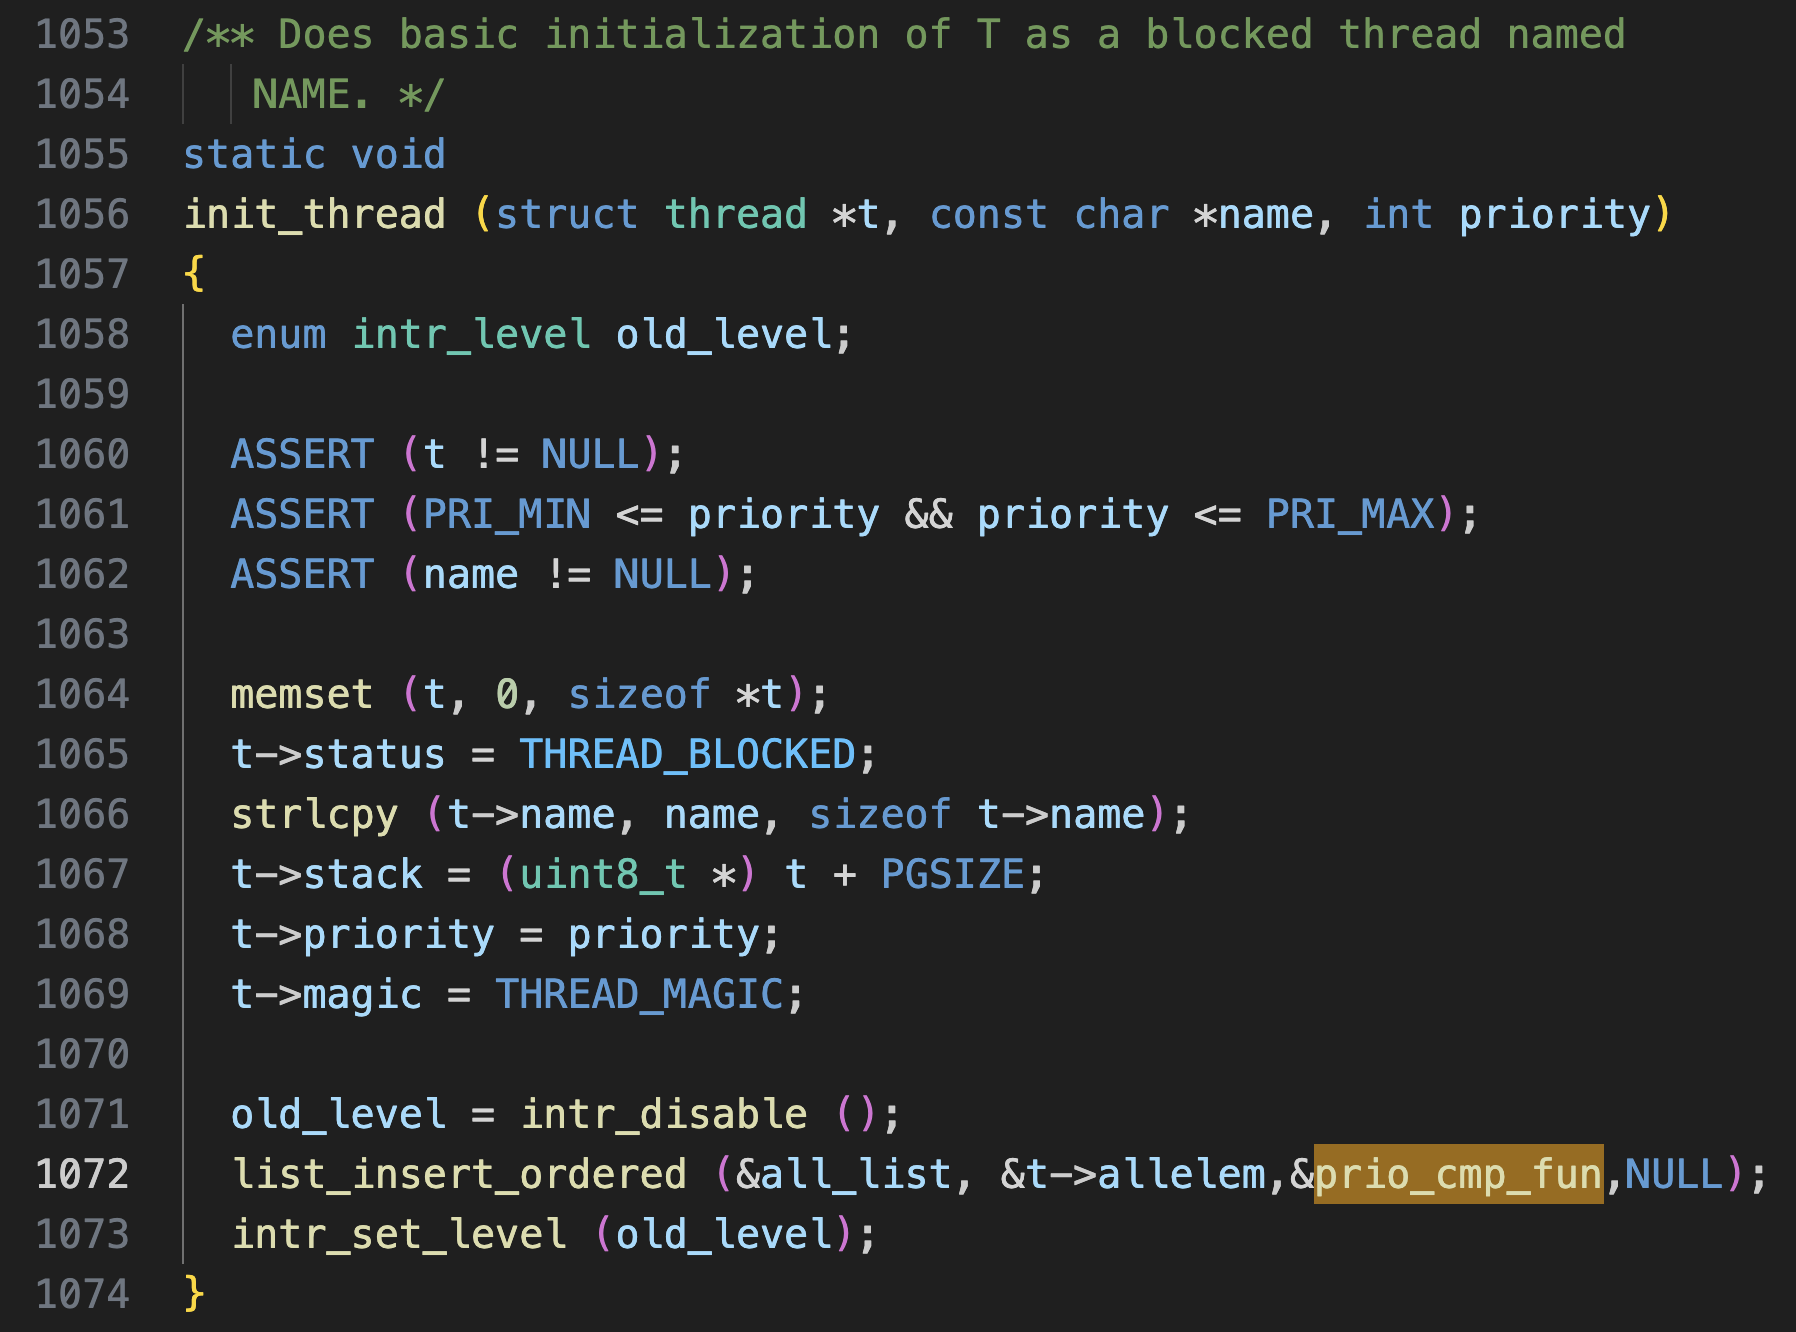 1053 /** Does basic initialization of T as a blocked thread named
1054 NAME. */
1055 static void
1056 init_thread (struct thread *t, const char *name, int priority)
1057 {
1058 enum intr_level old_level;
1059
1060 ASSERT (t != NULL);
1061 ASSERT (PRI_MIN <= priority && priority <= PRI_MAX);
1062 ASSERT (name != NULL);
1063
1064 memset (t, 0, sizeof *t);
1065 t->status = THREAD_BLOCKED;
1066 strlcpy (t->name, name, sizeof t->name);
1067 t->stack = (uint8_t *) t + PGSIZE;
1068 t->priority = priority;
1069 t->magic = THREAD_MAGIC;
1070
1071 old_level = intr_disable ();
1072 list_insert_ordered (&all_list, &t->allelem,&prio_cmp_fun,NULL);
1073 intr_set_level (old_level);
1074 }